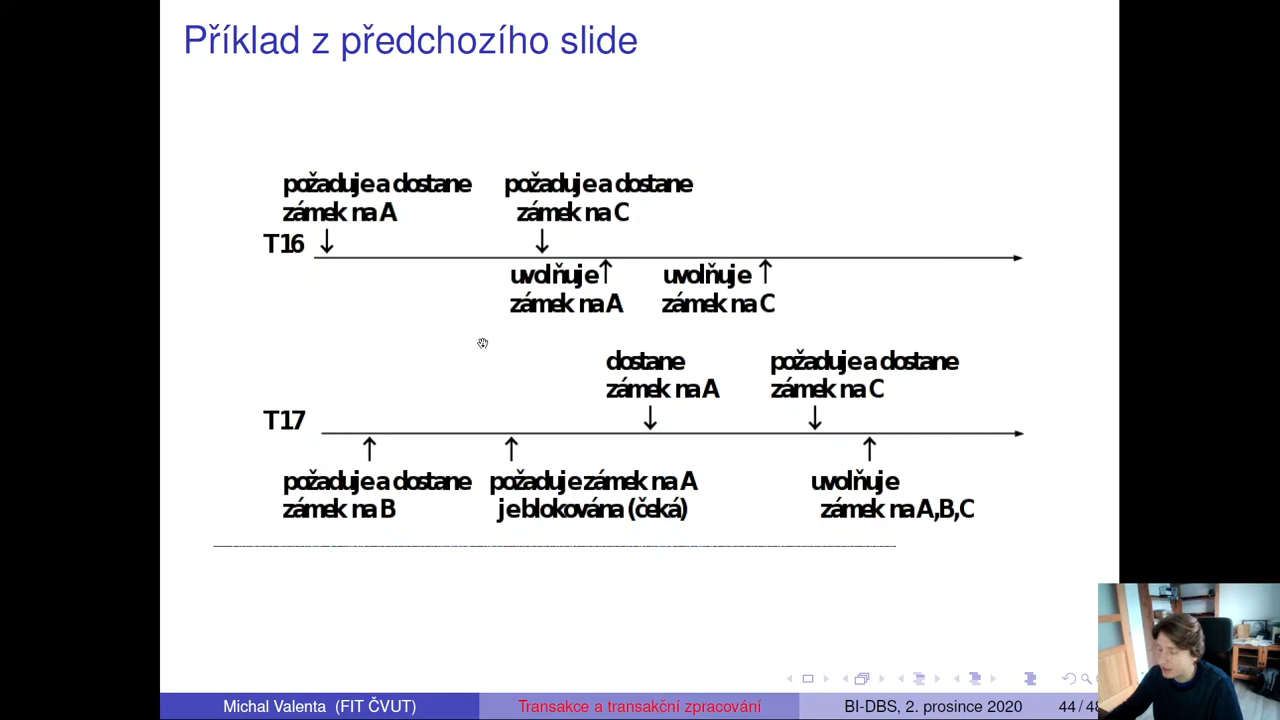 Příklad z předchozího slide
požaduje a dostane požaduje a dostane
zámek na A zámek na C
T16
uvolňuje uvolňuje
zámek na A zámek na C
dostane požaduje a dostane
zámek na A zámek na C
T17
požaduje a dostane požaduje zámek na A uvolňuje
zámek na B je blokována (čeká) zámek na A,B,C
Michal Valenta (FIT ČVUT) Transakce a transakční zpracování BI-DBS, 2. prosince 2020 44 / 48